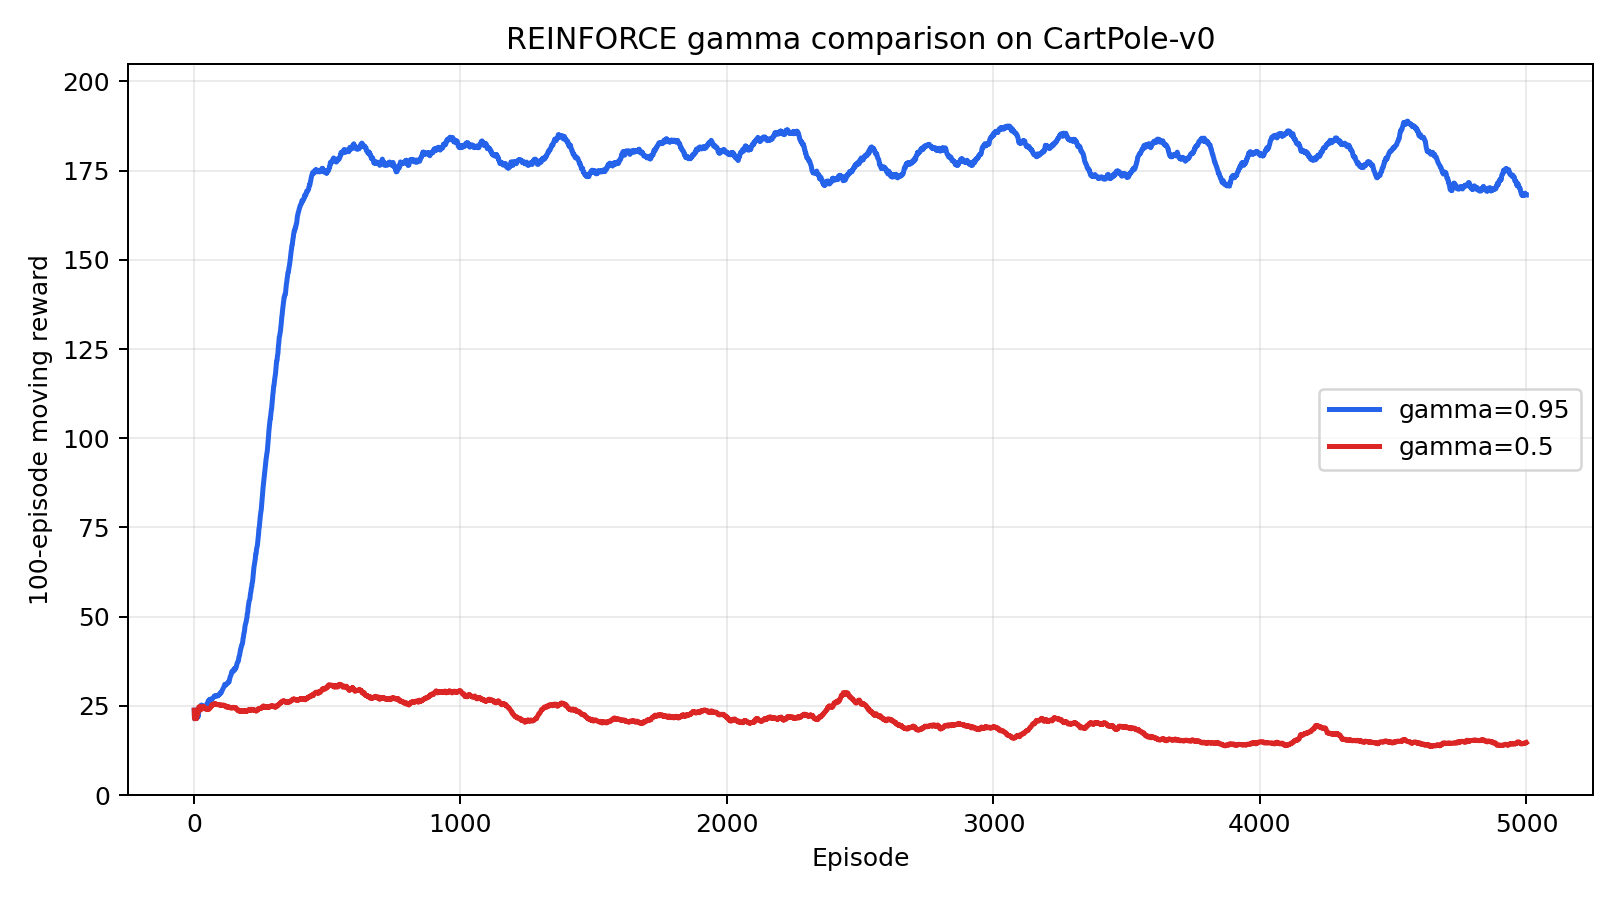 REINFORCE gamma comparison on CartPole-v0
100-episode moving reward
200
175
150
125
100
75
50
25
0
gamma=0.95
gamma=0.5
0 1000 2000 3000 4000 5000
Episode